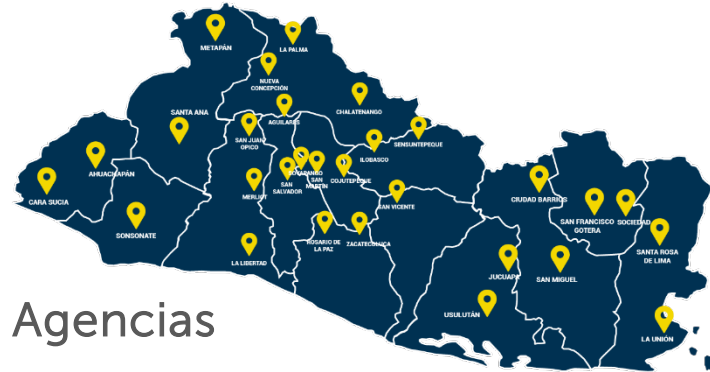 METAPÁN
LA PALMA
NUEVA
CONCEPCIÓN
CHALATENANGO
SANTA ANA
AGUILARES
SAN JUAN
OPICO
SENSUNTEPEQUE
ILOBASCO
AHUACHAPÁN
SOYAPANGO
SAN
MARTÍN
COJUTEPEQUE
SAN
SALVADOR
MERLIOT
CARA SUCIA
SAN VICENTE
CIUDAD BARRIOS
SAN FRANCISCO
GOTERA
SOCIEDAD
SONSONATE
ROSARIO DE
LA PAZ
ZACATECOLUCA
SANTA ROSA
DE LIMA
LA LIBERTAD
JUCUAPA
SAN MIGUEL
USULUTÁN
LA UNIÓN
Agencias